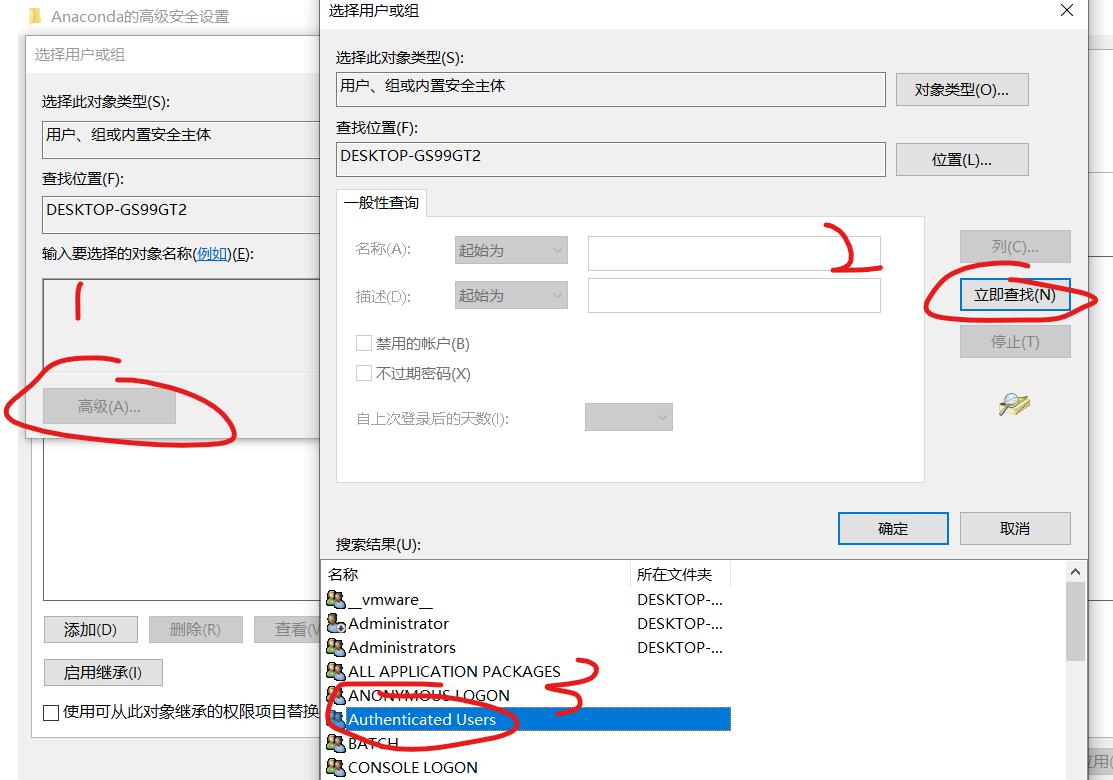 Anaconda的高级安全设置
选择用户或组
选择此对象类型(S):
用户、组或内置安全主体
查找位置(F):
DESKTOP-GS99GT2
输入要选择的对象名称(例如)(E):
1
高级(A)...
添加(D)
删除(R)
查看(V
启用继承(I)
使用可从此对象继承的权限项目替换
选择用户或组
选择此对象类型(S):
用户、组或内置安全主体
对象类型(O)...
查找位置(F):
DESKTOP-GS99GT2
位置(L)...
一般性查询
名称(A):
起始为
2
列(C)...
描述(D):
起始为
立即查找(N)
禁用的帐户(B)
停止(T)
不过期密码(X)
自上次登录后的天数(I):
确定
取消
搜索结果(U):
名称
所在文件夹
__vmware__
DESKTOP-...
Administrator
DESKTOP-...
Administrators
DESKTOP-...
ALL APPLICATION PACKAGES
3
ANONYMOUS LOGON
Authenticated Users
BATCH
CONSOLE LOGON
应用(